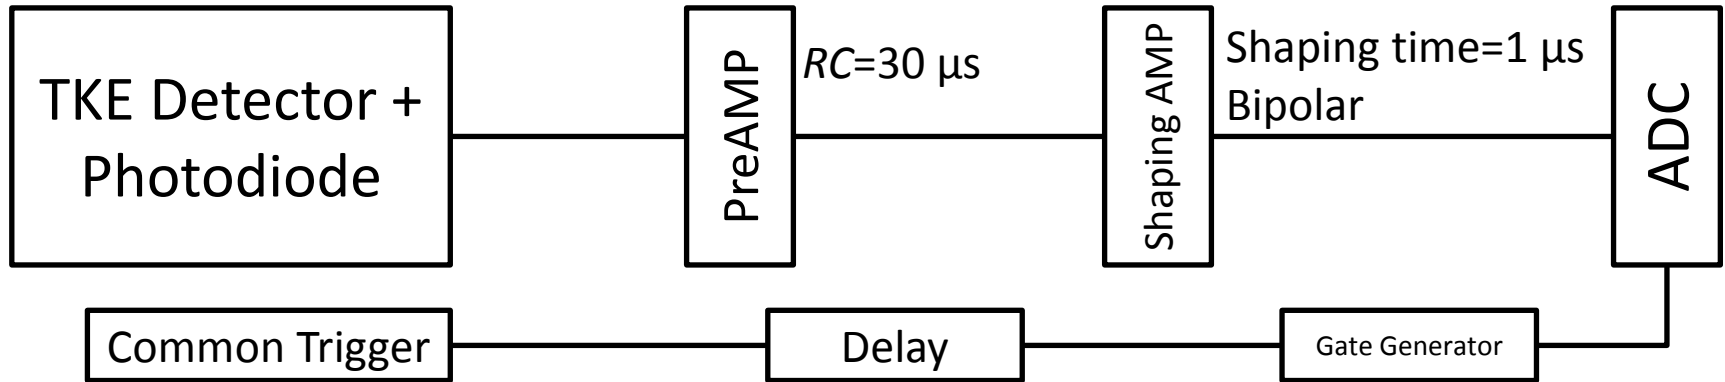 TKE Detector +
Photodiode
PreAMP
RC=30 μs
Shaping AMP
Shaping time=1 μs
Bipolar
ADC
Common Trigger
Delay
Gate Generator